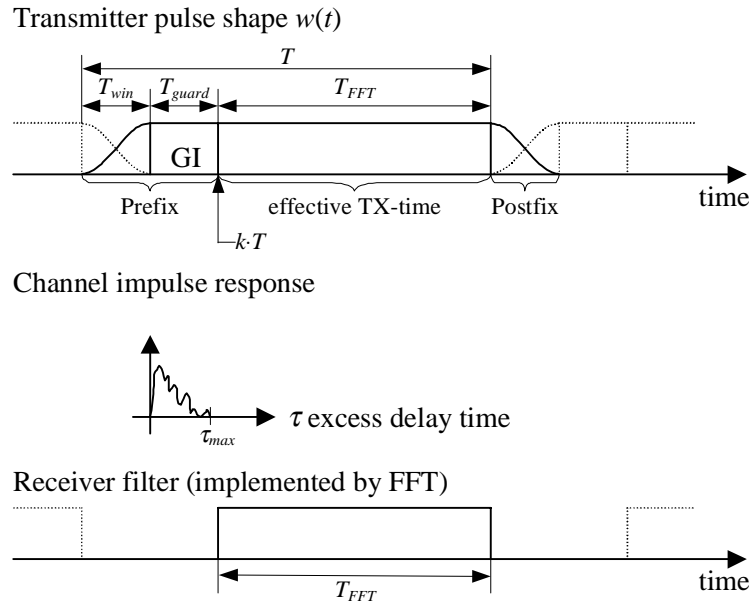 Transmitter pulse shape w(t)
T
T_win T_guard T_FFT
GI
Prefix effective TX-time Postfix
time
k·T
Channel impulse response
τ excess delay time
τ_max
Receiver filter (implemented by FFT)
time
T_FFT